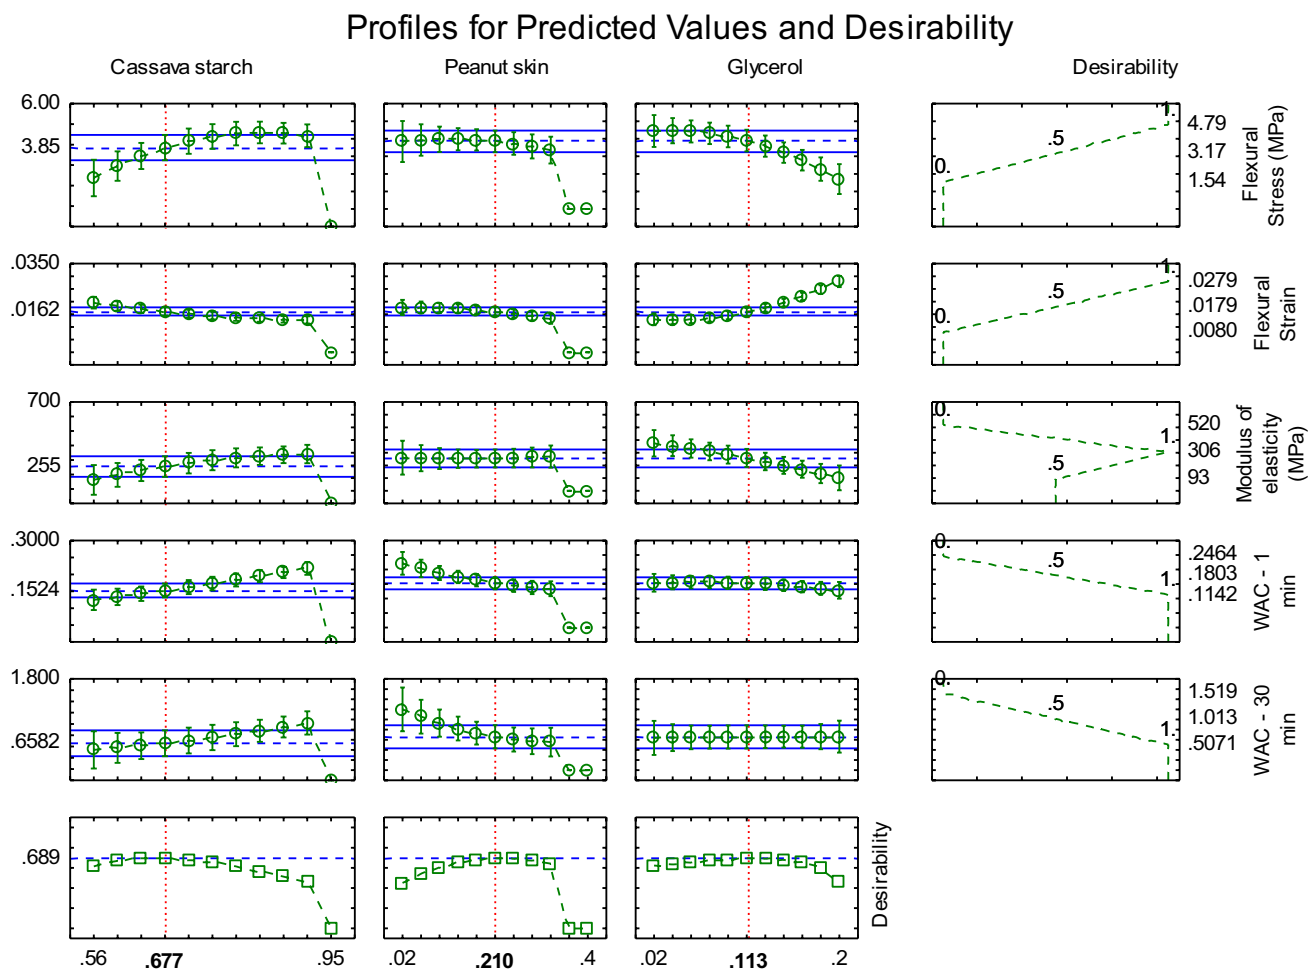 Profiles for Predicted Values and Desirability
Cassava starch Peanut skin Glycerol Desirability
6.00
3.85
1.
.5
0.
4.79
3.17
1.54
Flexural
Stress (MPa)
.0350
.0162
1.
.5
0.
.0279
.0179
.0080
Flexural
Strain
700
255
0.
1.
.5
520
306
93
Modulus of
elasticity
(MPa)
.3000
.1524
0.
.5
1.
.2464
.1803
.1142
WAC - 1
min
1.800
.6582
0.
.5
1.
1.519
1.013
.5071
WAC - 30
min
.689
Desirability
.56 .677 .95 .02 .210 .4 .02 .113 .2